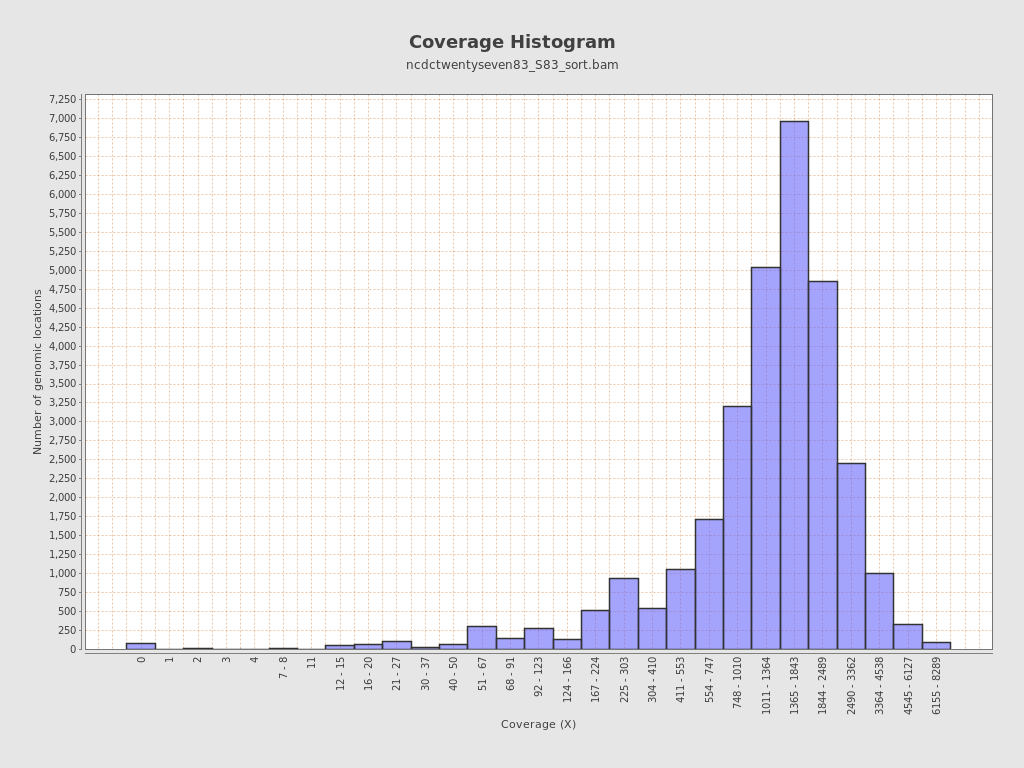 Coverage Histogram
ncdctwentyseven83_S83_sort.bam
7,250
7,000
6,750
6,500
6,250
6,000
5,750
5,500
5,250
5,000
4,750
4,500
4,250
4,000
3,750
3,500
3,250
3,000
2,750
2,500
2,250
2,000
1,750
1,500
1,250
1,000
750
500
250
0
Number of genomic locations
0
1
2
3
4
7 - 8
11
12 - 15
16 - 20
21 - 27
30 - 37
40 - 50
51 - 67
68 - 91
92 - 123
124 - 166
167 - 224
225 - 303
304 - 410
411 - 553
554 - 747
748 - 1010
1011 - 1364
1365 - 1843
1844 - 2489
2490 - 3362
3364 - 4538
4545 - 6127
6155 - 8289
Coverage (X)